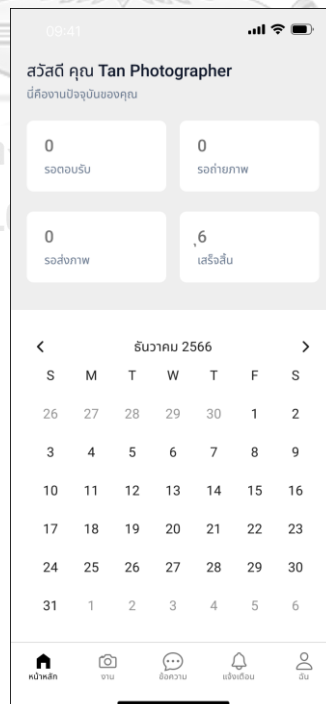 09:41
สวัสดี คุณ Tan Photographer
นี่คืองานปัจจุบันของคุณ
0 0
รอตอบรับ รอถ่ายภาพ
0 6
รอส่งภาพ เสร็จสิ้น
ธันวาคม 2566
S M T W T F S
26 27 28 29 30 1 2
3 4 5 6 7 8 9
10 11 12 13 14 15 16
17 18 19 20 21 22 23
24 25 26 27 28 29 30
31 1 2 3 4 5 6
หน้าหลัก งาน ข้อความ แจ้งเตือน ฉัน